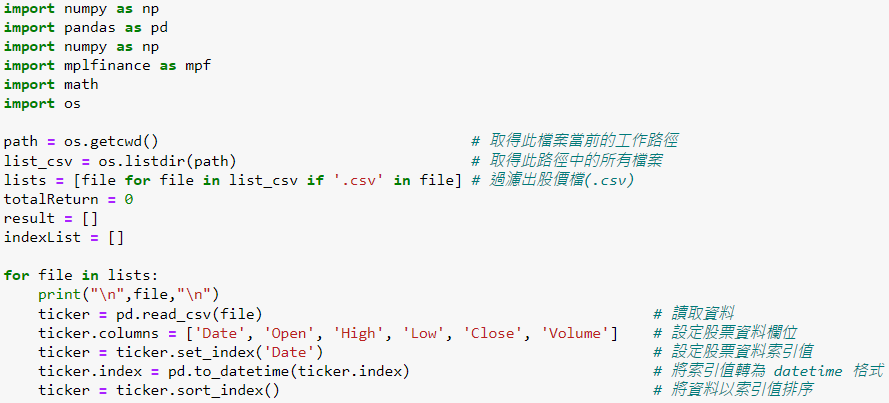 import numpy as np
import pandas as pd
import numpy as np
import mplfinance as mpf
import math
import os

path = os.getcwd() # 取得此檔案當前的工作路徑
list_csv = os.listdir(path) # 取得此路徑中的所有檔案
lists = [file for file in list_csv if '.csv' in file] # 過濾出股價檔(.csv)
totalReturn = 0
result = []
indexList = []

for file in lists:
    print("\n",file,"\n")
    ticker = pd.read_csv(file) # 讀取資料
    ticker.columns = ['Date', 'Open', 'High', 'Low', 'Close', 'Volume'] # 設定股票資料欄位
    ticker = ticker.set_index('Date') # 設定股票資料索引值
    ticker.index = pd.to_datetime(ticker.index) # 將索引值轉為 datetime 格式
    ticker = ticker.sort_index() # 將資料以索引值排序